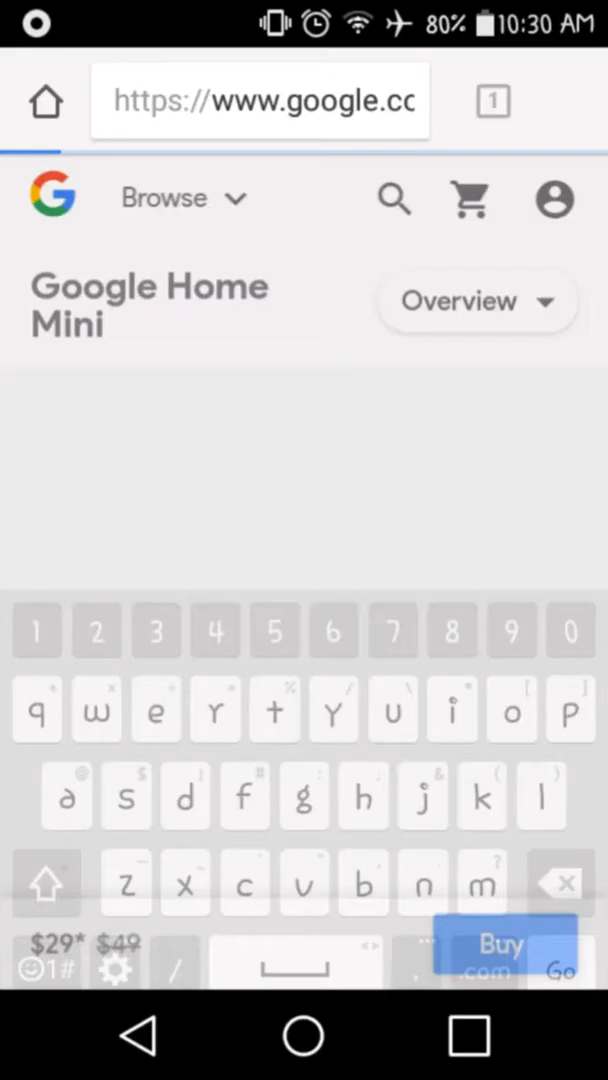 80% 10:30 AM
https://www.google.cc
1
Browse
Google Home
Mini
Overview
1 2 3 4 5 6 7 8 9 0
q w e r t y u i o p
a s d f g h j k l
z x c v b n m
$29* $49
Buy
1# / . .com Go